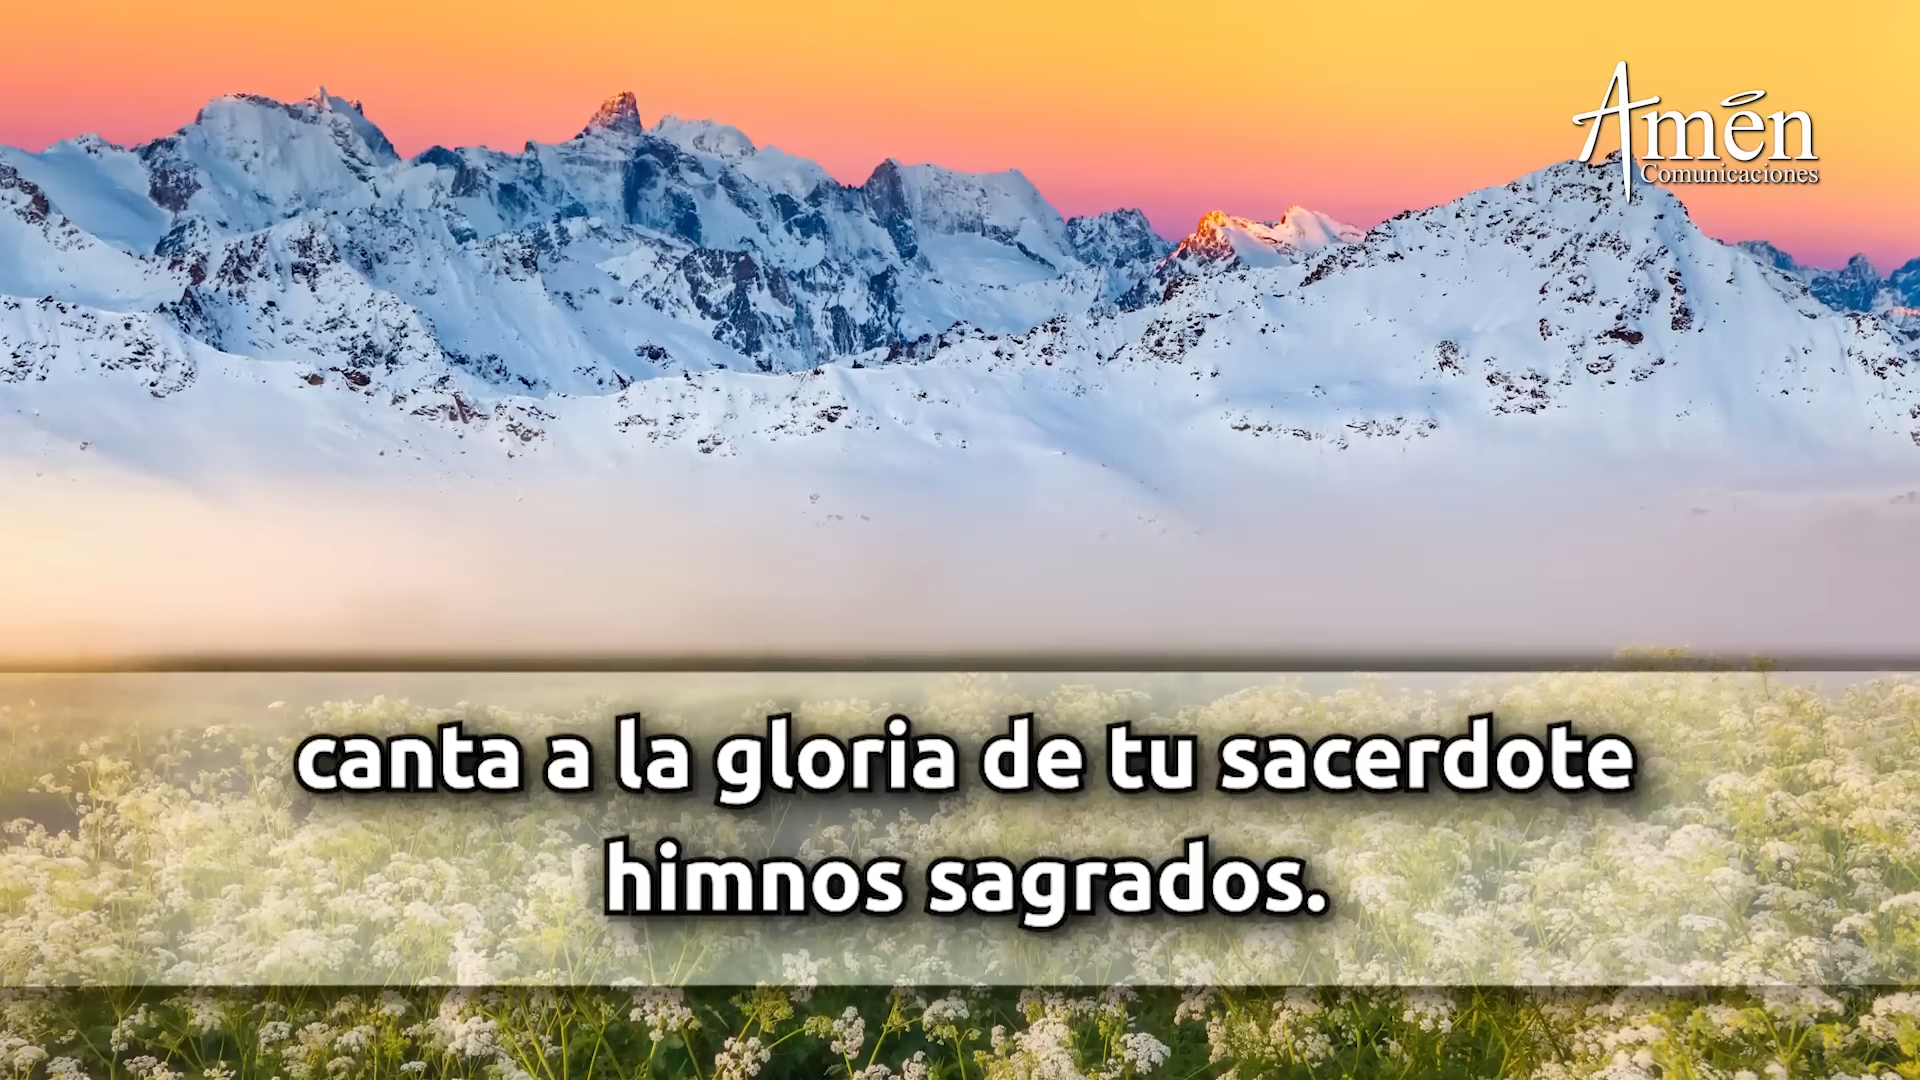 Amén
Comunicaciones
canta a la gloria de tu sacerdote
himnos sagrados.